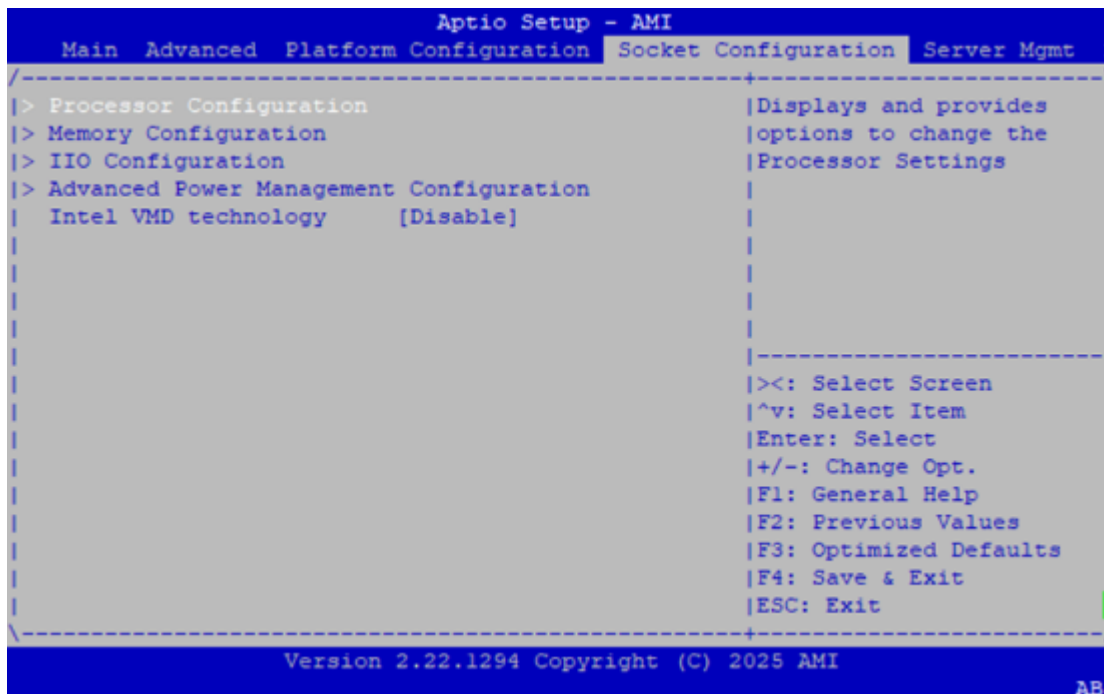 Aptio Setup - AMI
Main Advanced Platform Configuration Socket Configuration Server Mgmt
> Processor Configuration
> Memory Configuration
> IIO Configuration
> Advanced Power Management Configuration
Intel VMD technology [Disable]
Displays and provides
options to change the
Processor Settings
><: Select Screen
^v: Select Item
Enter: Select
+/-: Change Opt.
F1: General Help
F2: Previous Values
F3: Optimized Defaults
F4: Save & Exit
ESC: Exit
Version 2.22.1294 Copyright (C) 2025 AMI
AB